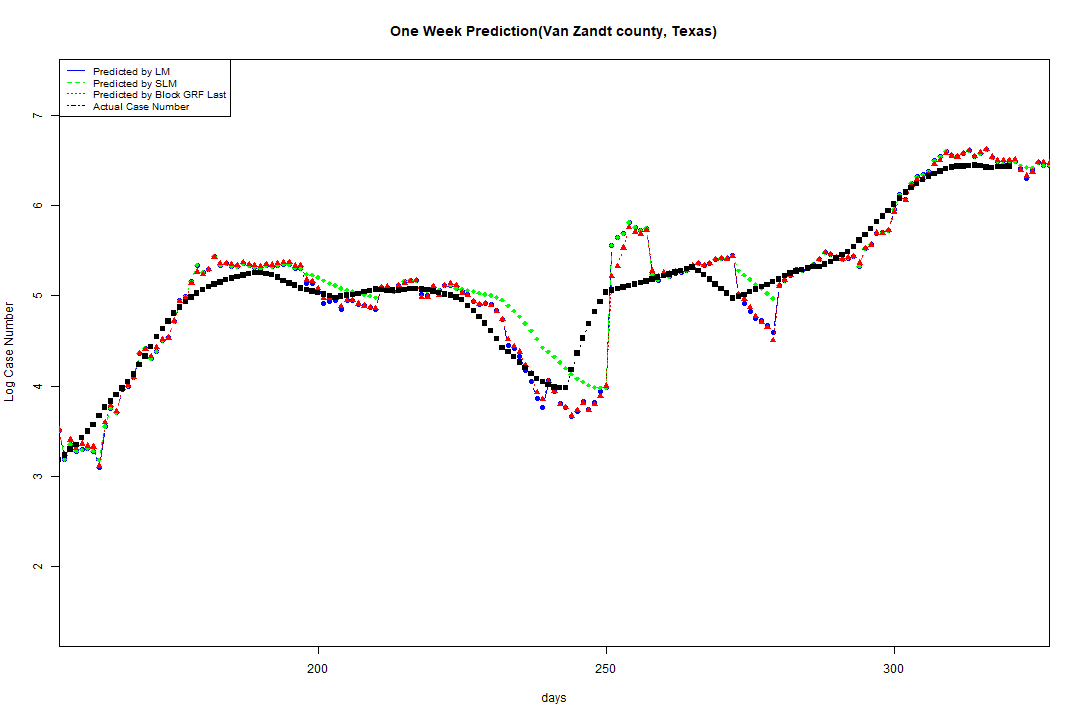 One Week Prediction(Van Zandt county, Texas)
Predicted by LM
Predicted by SLM
Predicted by Block GRF Last
Actual Case Number
7
6
5
4
3
2
Log Case Number
200
250
300
days